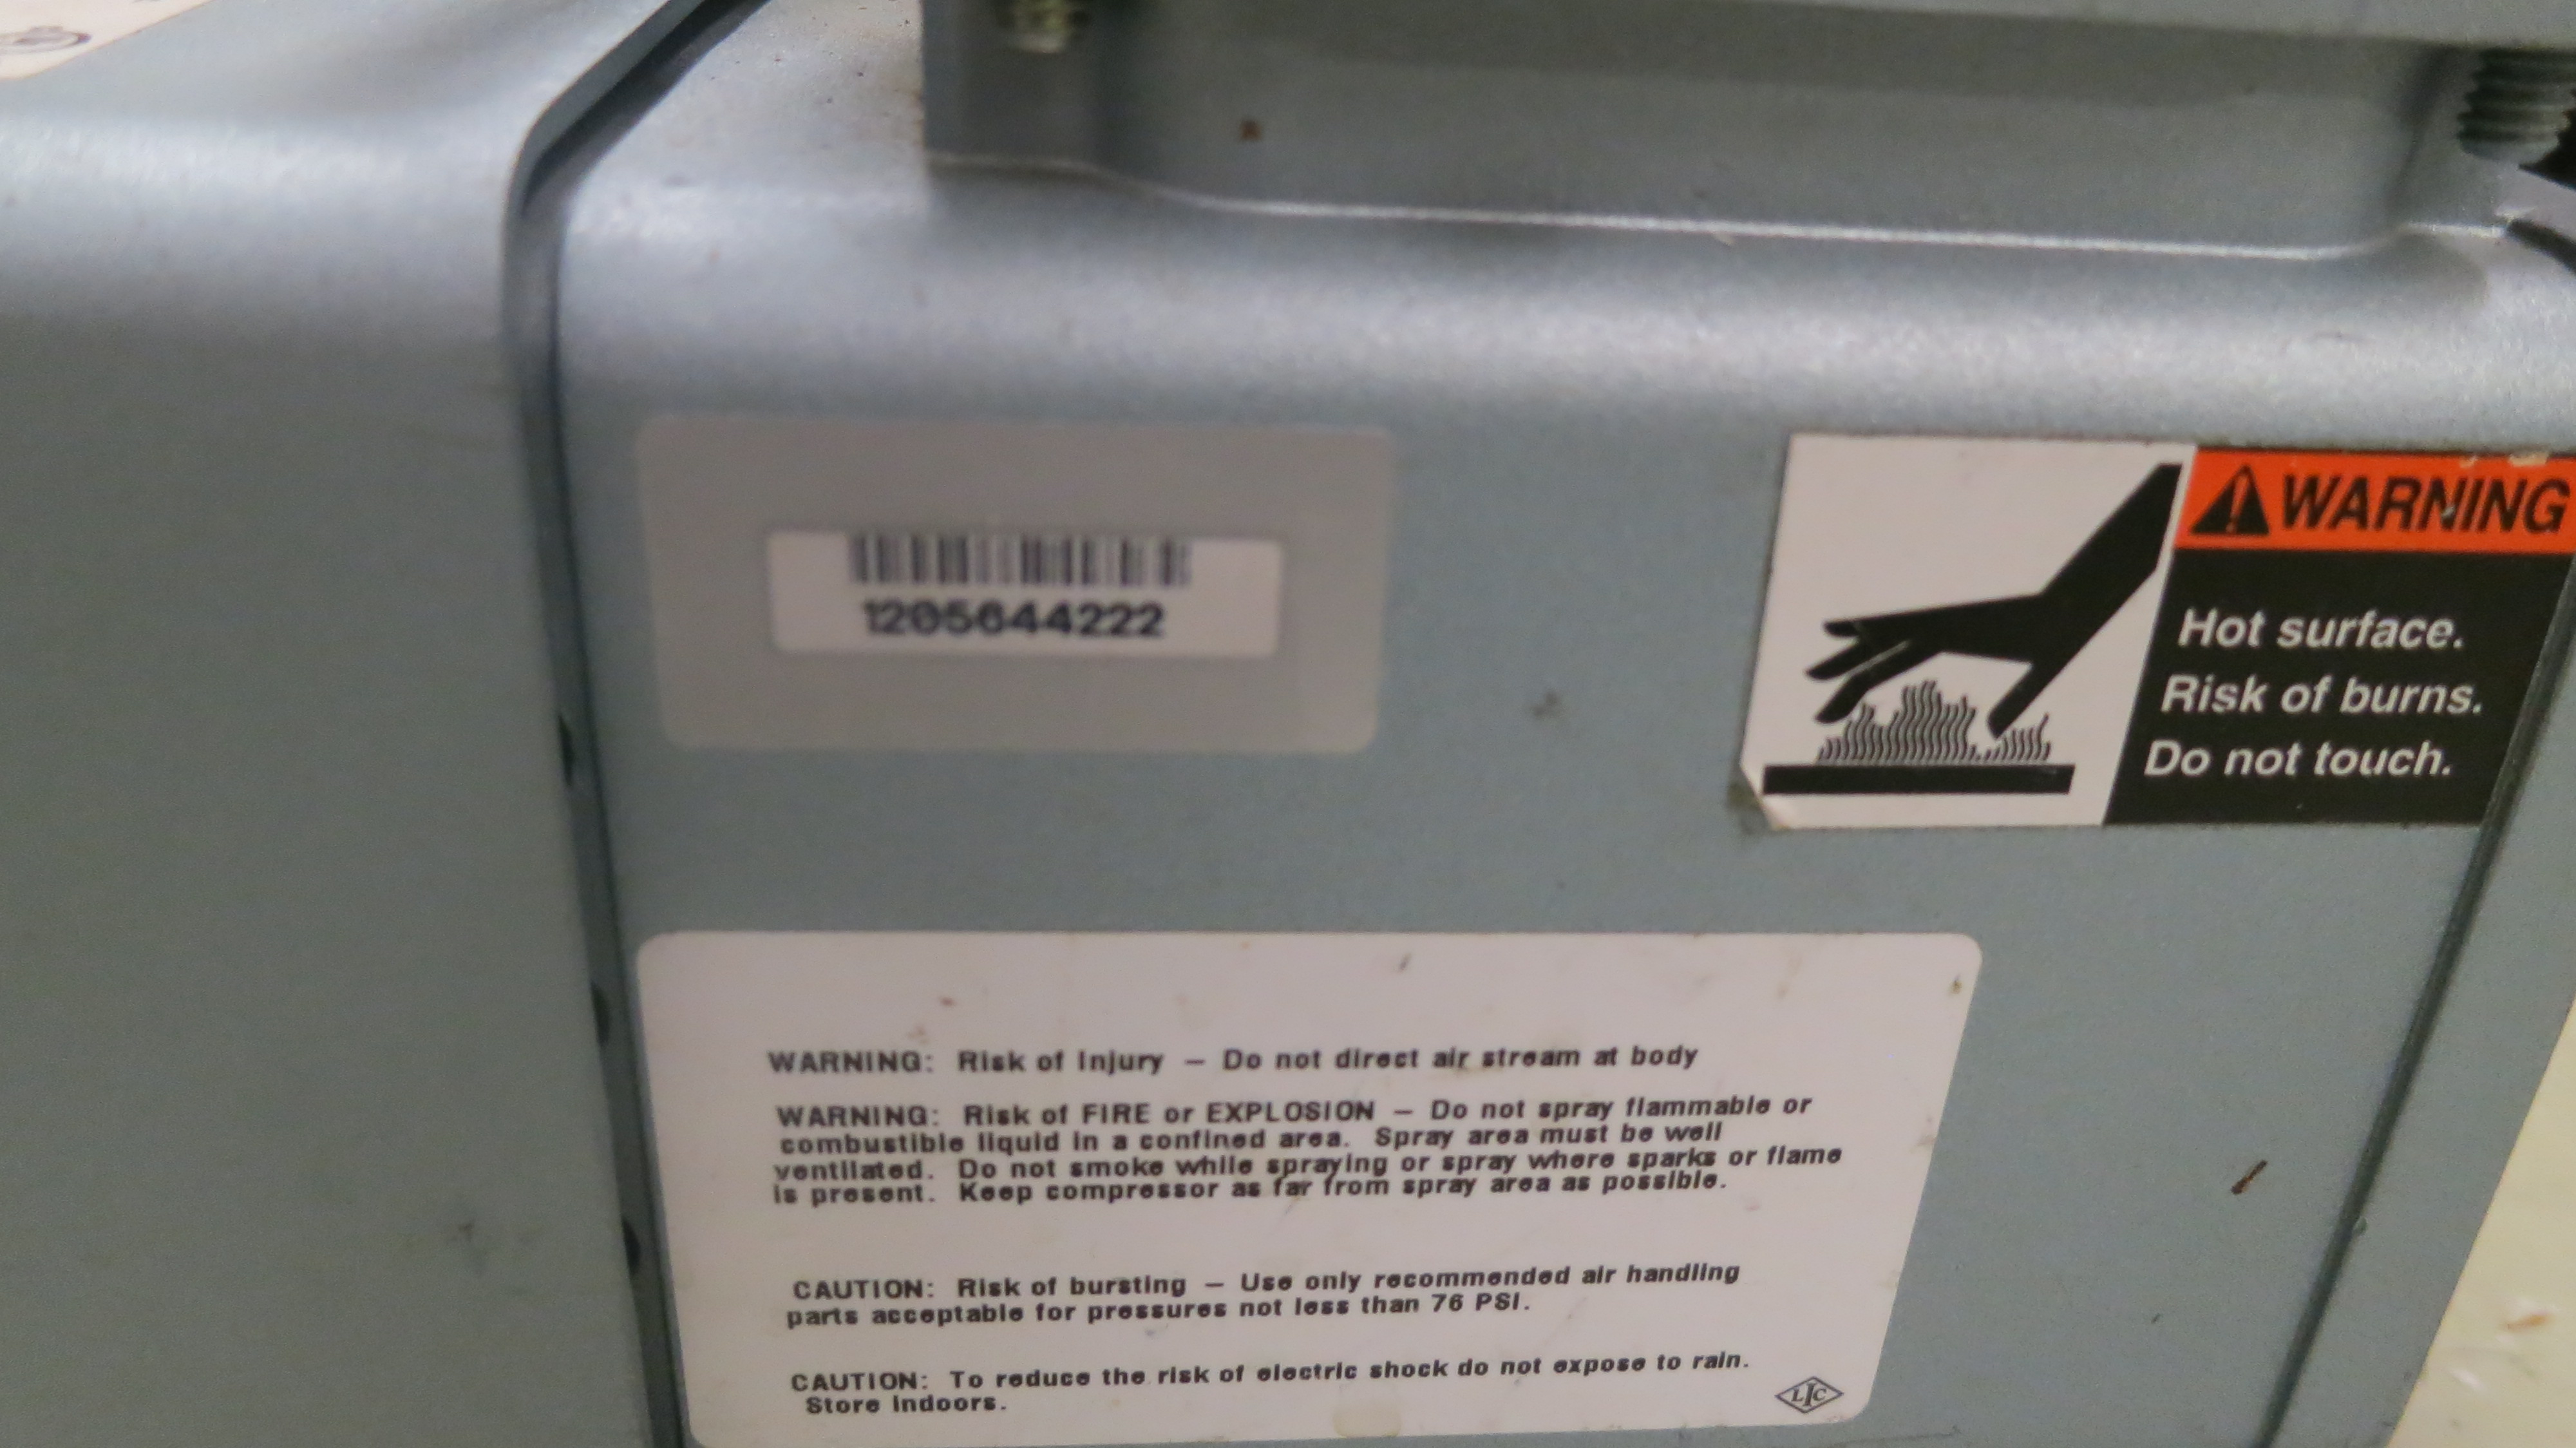 1205644222
WARNING
Hot surface.
Risk of burns.
Do not touch.
WARNING: Risk of Injury — Do not direct air stream at body
WARNING: Risk of FIRE or EXPLOSION — Do not spray flammable or
combustible liquid in a confined area. Spray area must be well
ventilated. Do not smoke while spraying or spray where sparks or flame
is present. Keep compressor as far from spray area as possible.
CAUTION: Risk of bursting — Use only recommended air handling
parts acceptable for pressures not less than 76 PSI.
CAUTION: To reduce the risk of electric shock do not expose to rain.
Store indoors.
LIC